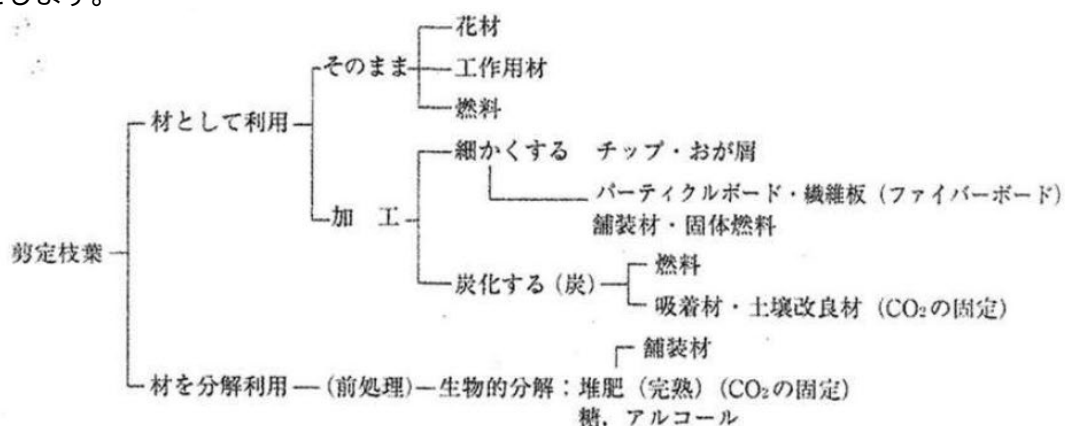 します。
花材
そのまま 工作用材
燃料
材として利用
細かくする チップ・おが屑
パーティクルボード・繊維板（ファイバーボード）
加 工 舗装材・固体燃料
剪定枝葉
燃料
炭化する（炭）
吸着材・土壌改良材（CO₂の固定）
舗装材
材を分解利用 （前処理） 生物的分解：堆肥（完熟）（CO₂の固定）
糖，アルコール